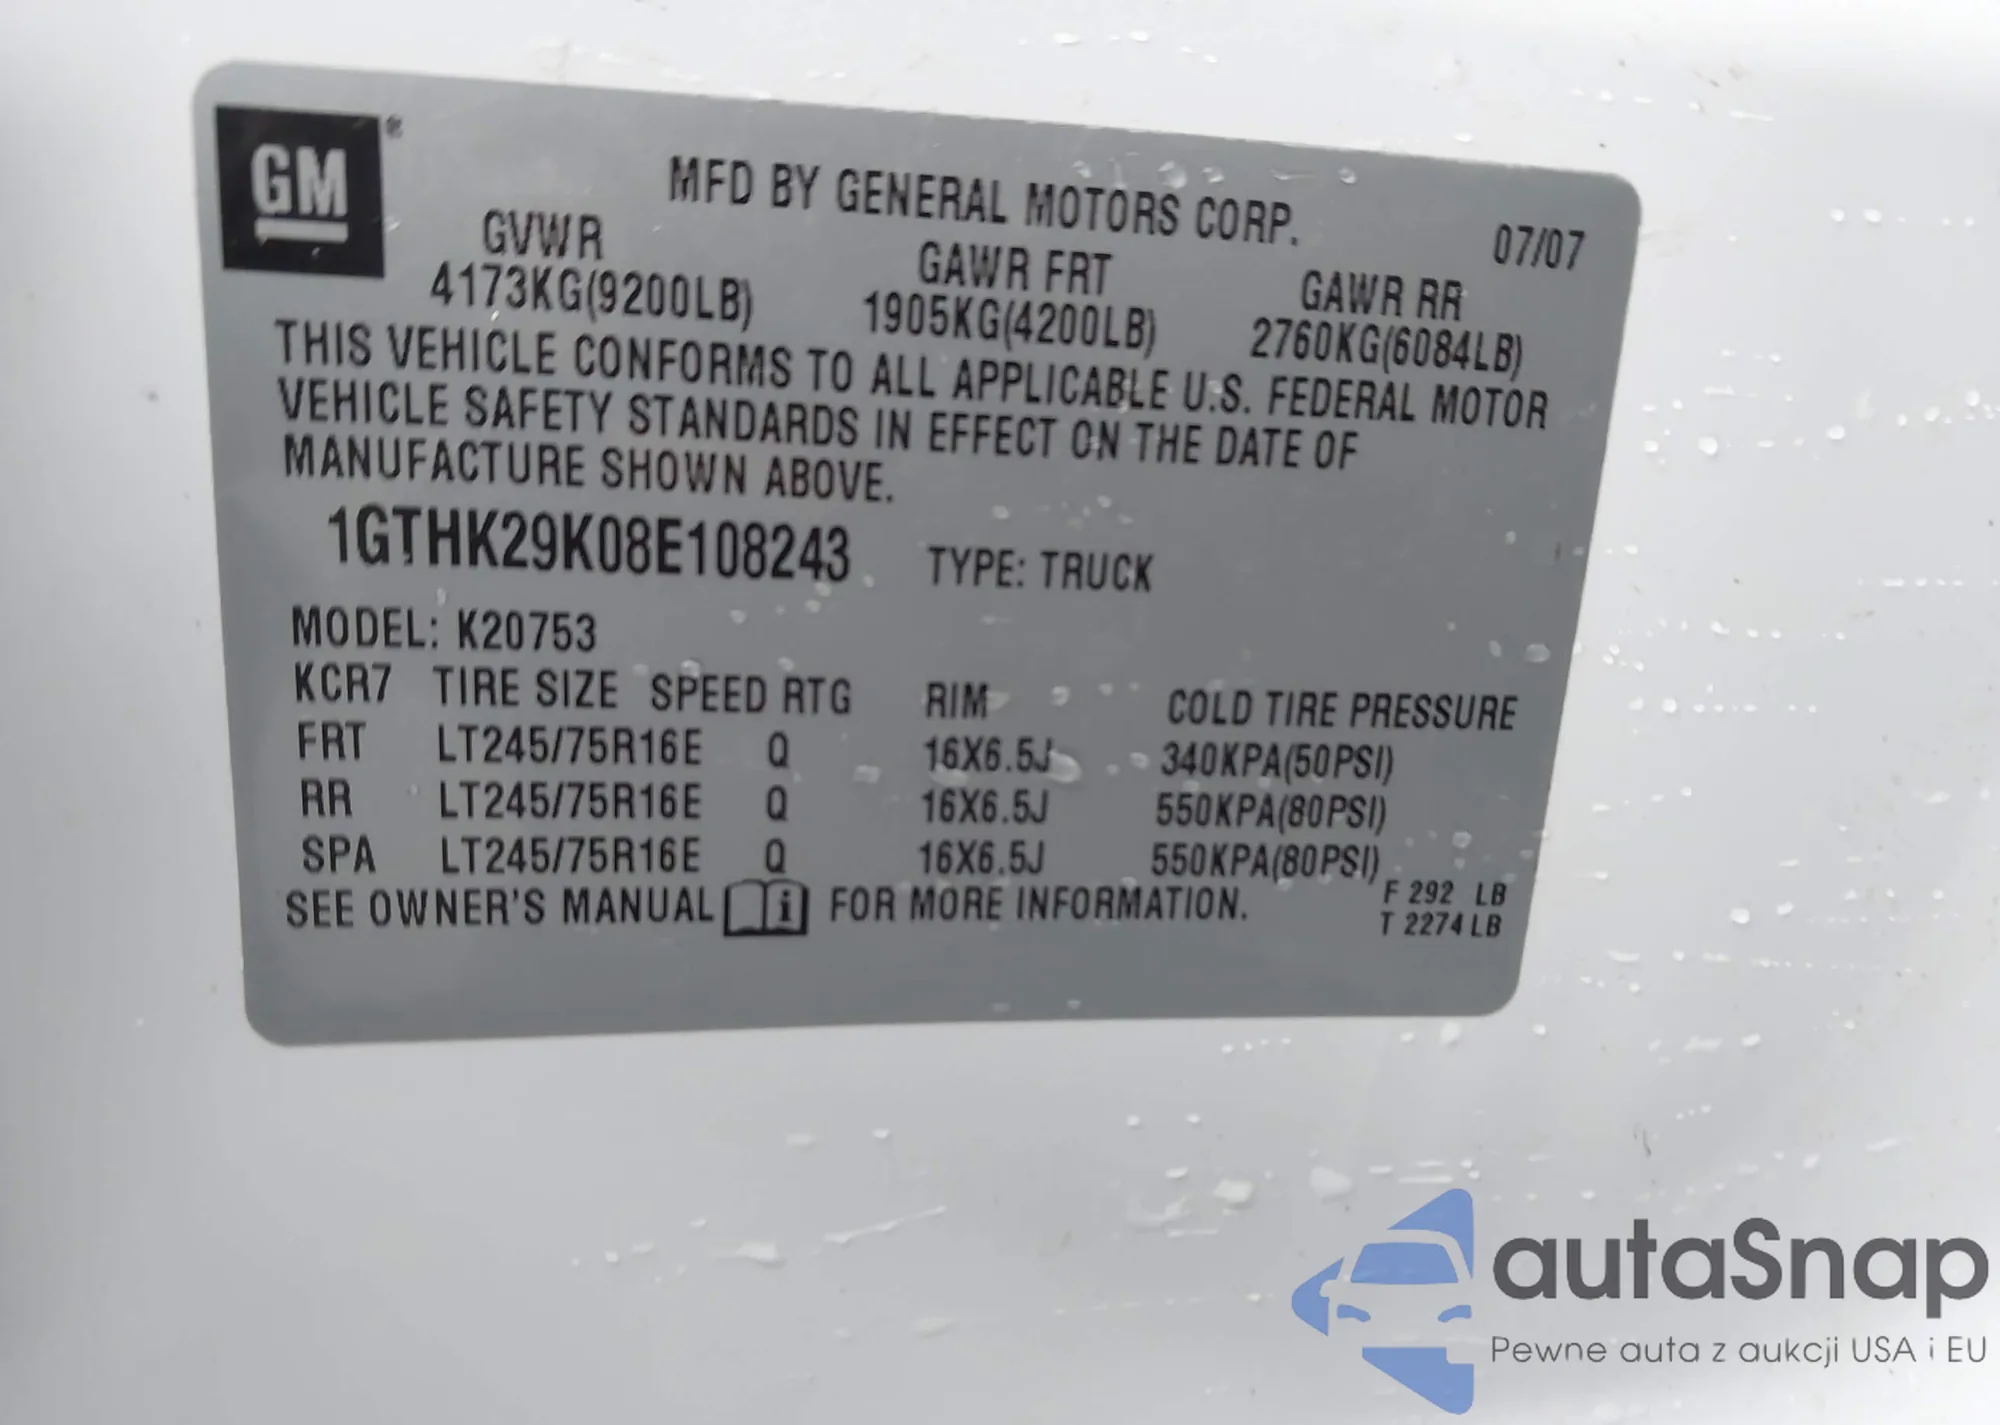 GM ®
MFD BY GENERAL MOTORS CORP. 07/07
GVWR GAWR FRT GAWR RR
4173KG(9200LB) 1905KG(4200LB) 2760KG(6084LB)
THIS VEHICLE CONFORMS TO ALL APPLICABLE U.S. FEDERAL MOTOR
VEHICLE SAFETY STANDARDS IN EFFECT ON THE DATE OF
MANUFACTURE SHOWN ABOVE.
1GTHK29K08E108243 TYPE: TRUCK
MODEL: K20753
KCR7 TIRE SIZE SPEED RTG RIM COLD TIRE PRESSURE
FRT LT245/75R16E Q 16X6.5J 340KPA(50PSI)
RR LT245/75R16E Q 16X6.5J 550KPA(80PSI)
SPA LT245/75R16E Q 16X6.5J 550KPA(80PSI)
SEE OWNER'S MANUAL i FOR MORE INFORMATION.
F 292 LB
T 2274 LB
autaSnap
Pewne auta z aukcji USA i EU